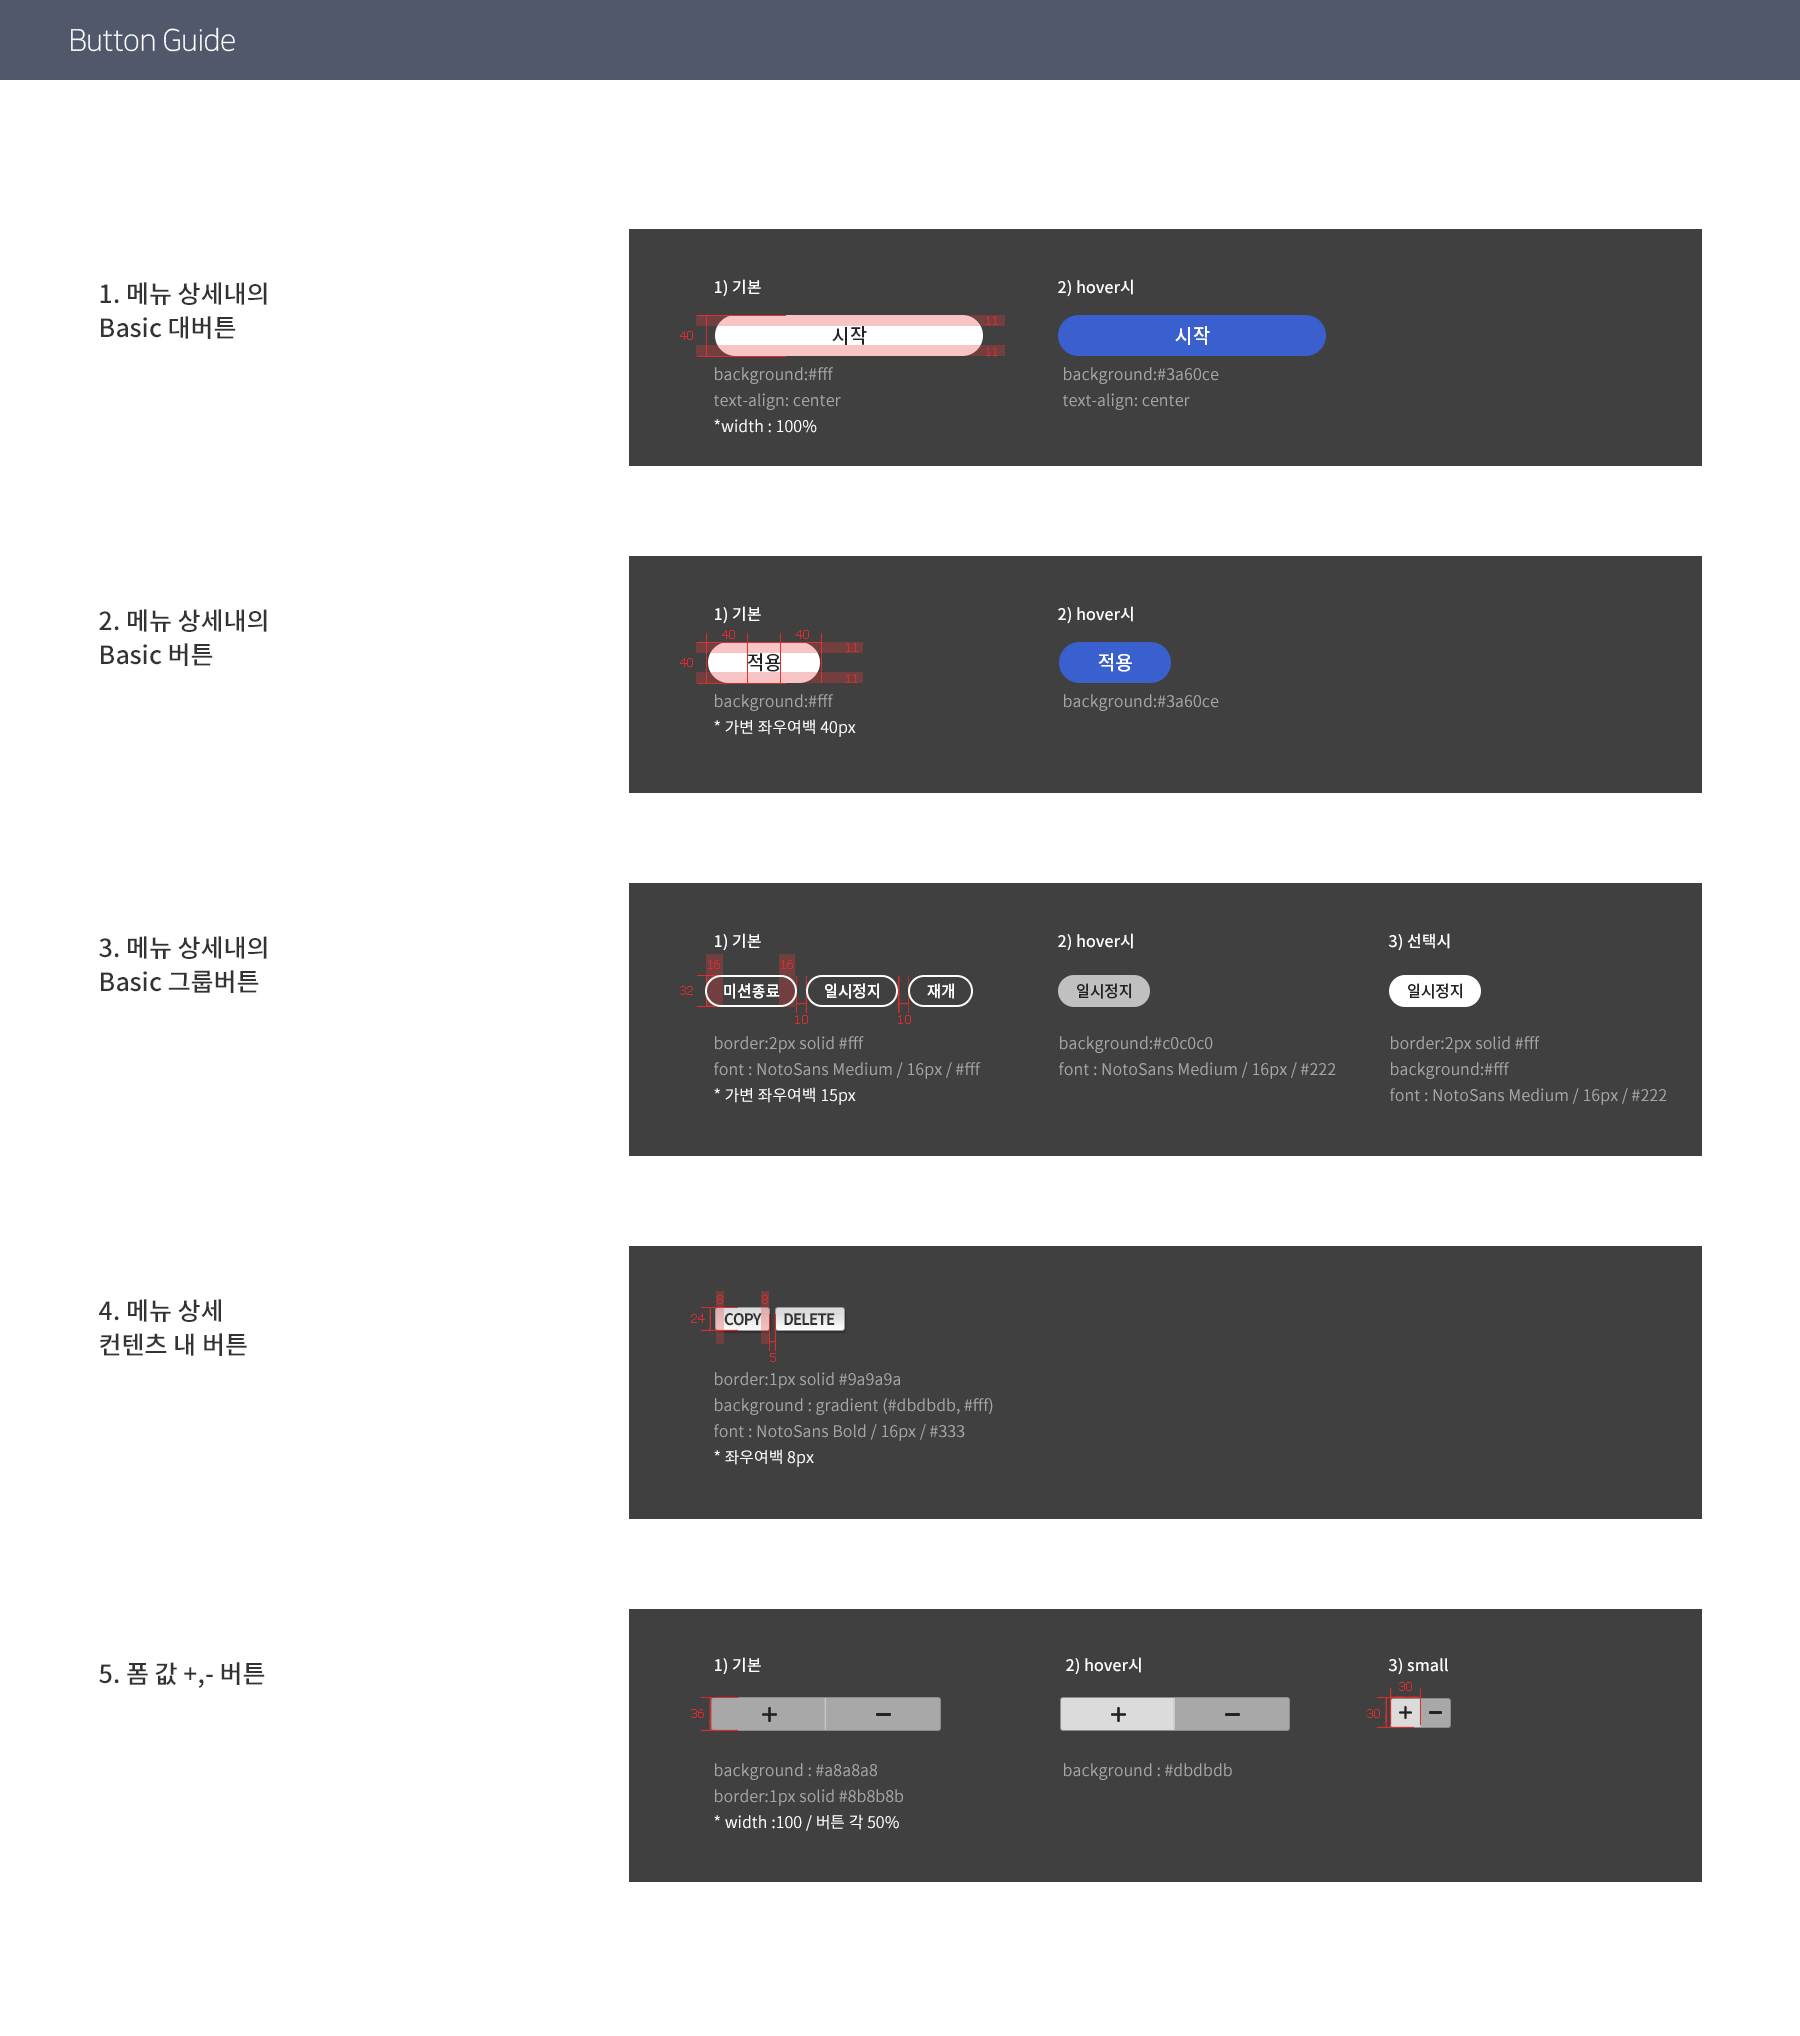 Button Guide
1. 메뉴 상세내의
Basic 대버튼
1) 기본
2) hover시
40
시작
11
11
시작
background:#fff
text-align: center
*width : 100%
background:#3a60ce
text-align: center
2. 메뉴 상세내의
Basic 버튼
1) 기본
2) hover시
40
40
40
적용
11
11
적용
background:#fff
* 가변 좌우여백 40px
background:#3a60ce
3. 메뉴 상세내의
Basic 그룹버튼
1) 기본
2) hover시
3) 선택시
16
16
32
미션종료
일시정지
재개
10
10
일시정지
일시정지
border:2px solid #fff
font : NotoSans Medium / 16px / #fff
* 가변 좌우여백 15px
background:#c0c0c0
font : NotoSans Medium / 16px / #222
border:2px solid #fff
background:#fff
font : NotoSans Medium / 16px / #222
4. 메뉴 상세
컨텐츠 내 버튼
8
8
24
COPY
DELETE
5
border:1px solid #9a9a9a
background : gradient (#dbdbdb, #fff)
font : NotoSans Bold / 16px / #333
* 좌우여백 8px
5. 폼 값 +,- 버튼
1) 기본
2) hover시
3) small
36
+
−
+
−
30
30
+
−
background : #a8a8a8
border:1px solid #8b8b8b
* width :100 / 버튼 각 50%
background : #dbdbdb